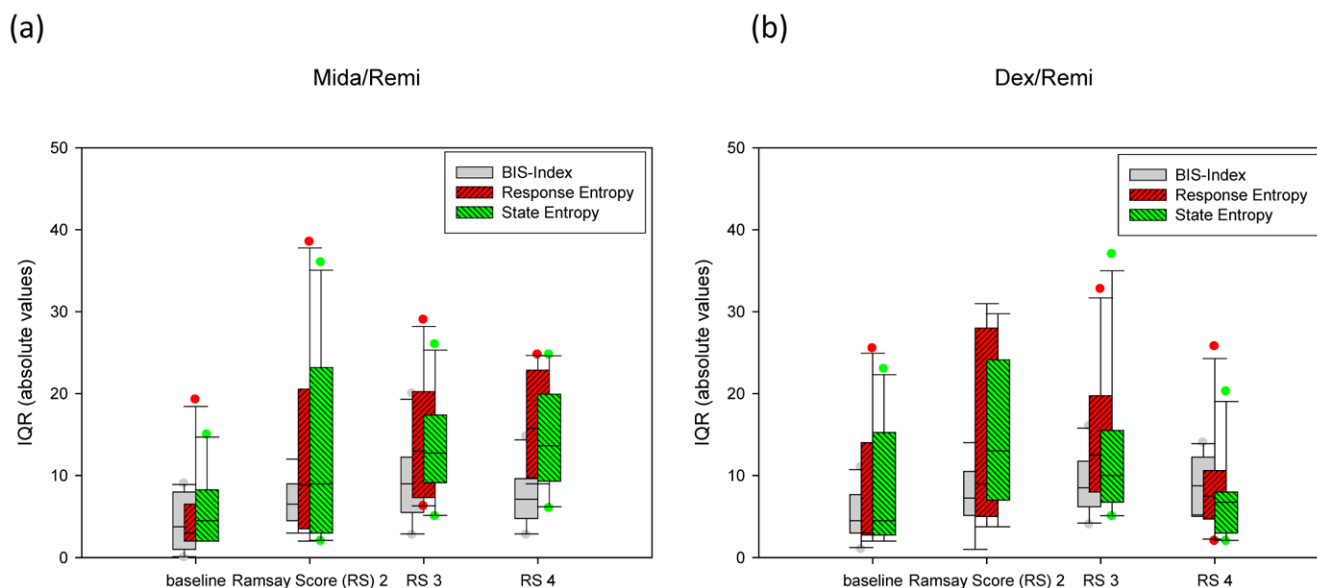 (a)
Mida/Remi
50
40
30
20
10
0
IQR (absolute values)
BIS-Index
Response Entropy
State Entropy
baseline Ramsay Score (RS) 2 RS 3 RS 4
(b)
Dex/Remi
50
40
30
20
10
0
IQR (absolute values)
BIS-Index
Response Entropy
State Entropy
baseline Ramsay Score (RS) 2 RS 3 RS 4